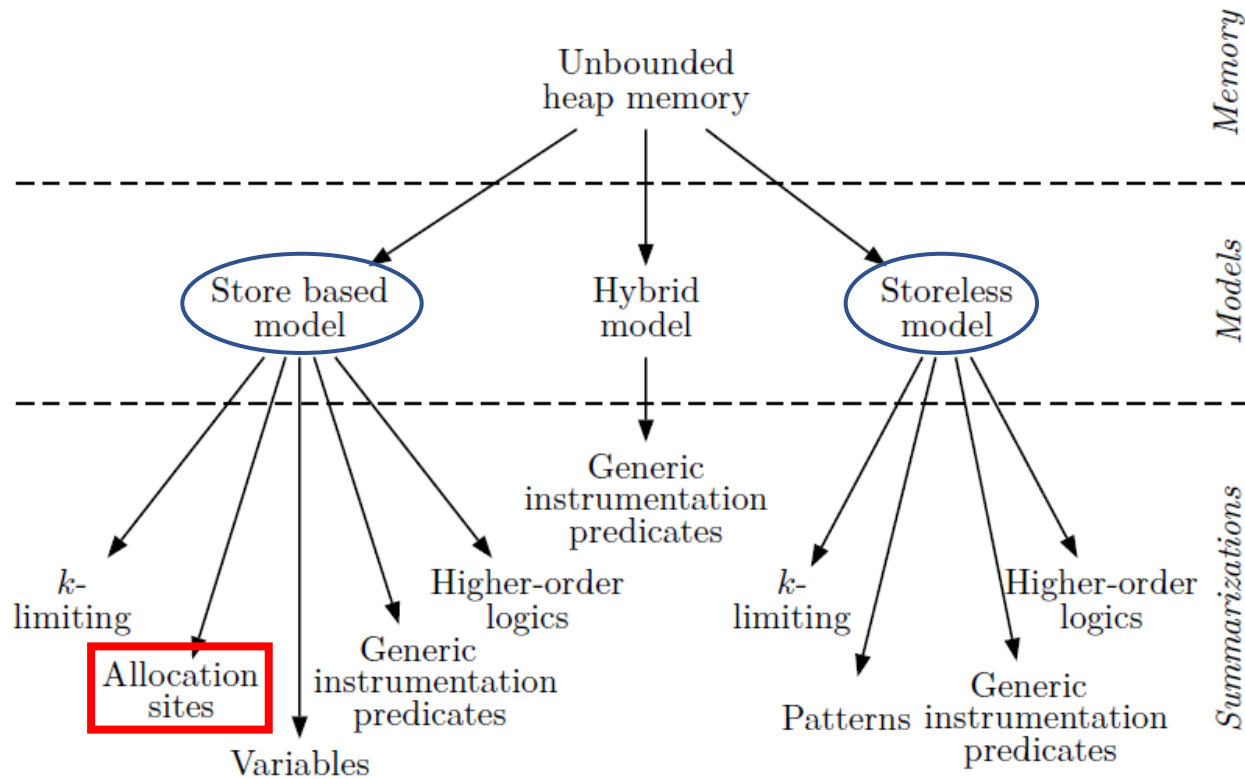 Unbounded
heap memory
Memory
Store based
model
Hybrid
model
Storeless
model
Models
k-
limiting
Allocation
sites
Variables
Generic
instrumentation
predicates
Higher-order
logics
Generic
instrumentation
predicates
k-
limiting
Patterns
Generic
instrumentation
predicates
Higher-order
logics
Summarizations